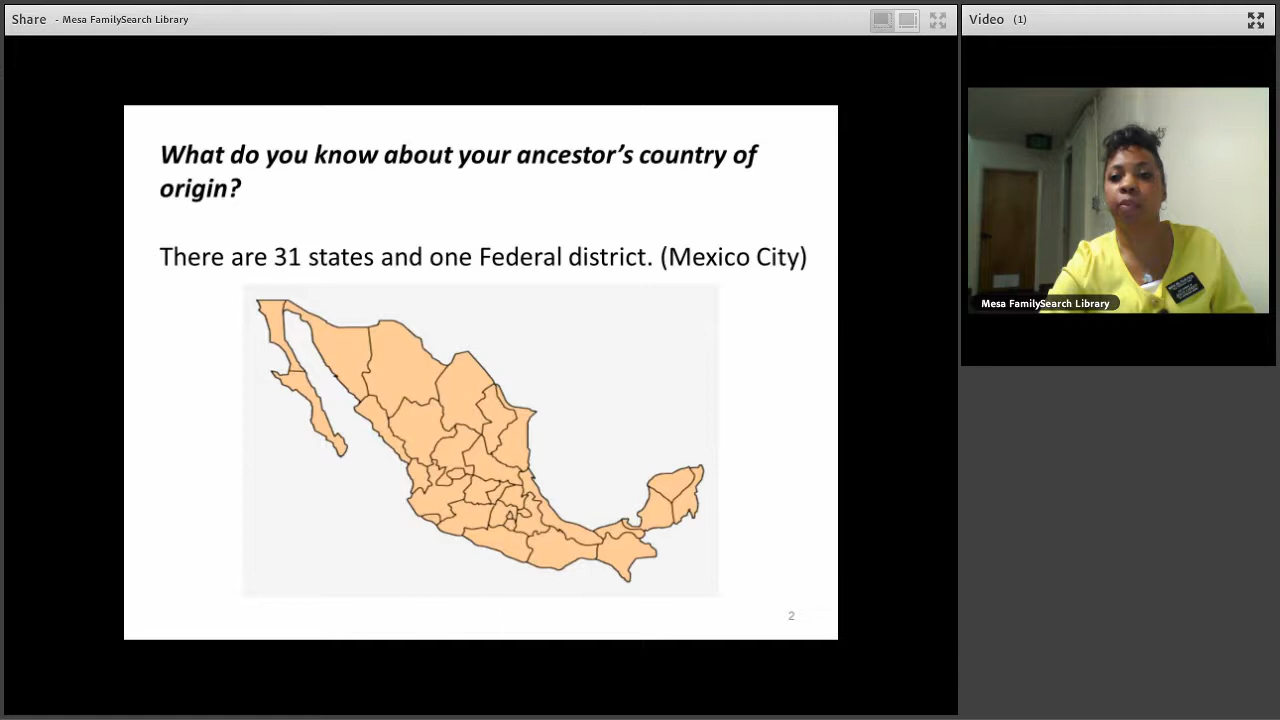 Share - Mesa FamilySearch Library
Video (1)
What do you know about your ancestor's country of
origin?
There are 31 states and one Federal district. (Mexico City)
2
Mesa FamilySearch Library